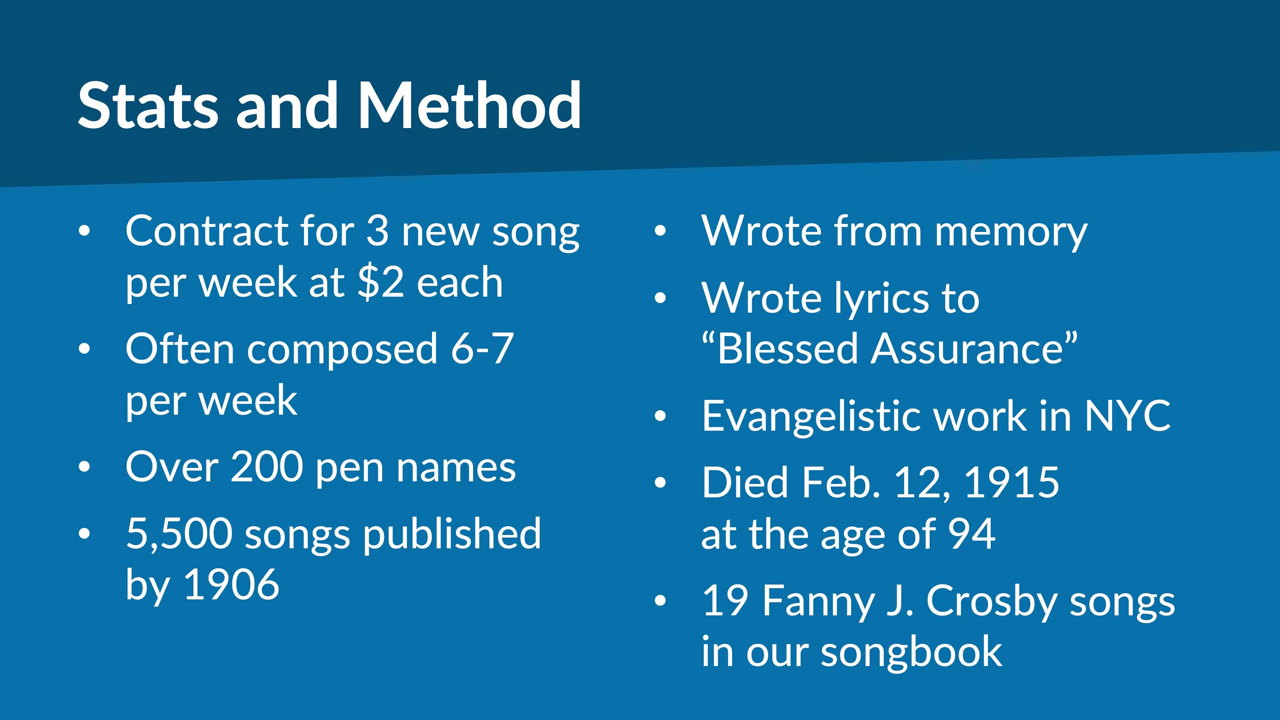 Stats and Method
• Contract for 3 new song
per week at $2 each
• Often composed 6-7
per week
• Over 200 pen names
• 5,500 songs published
by 1906
• Wrote from memory
• Wrote lyrics to
“Blessed Assurance”
• Evangelistic work in NYC
• Died Feb. 12, 1915
at the age of 94
• 19 Fanny J. Crosby songs
in our songbook